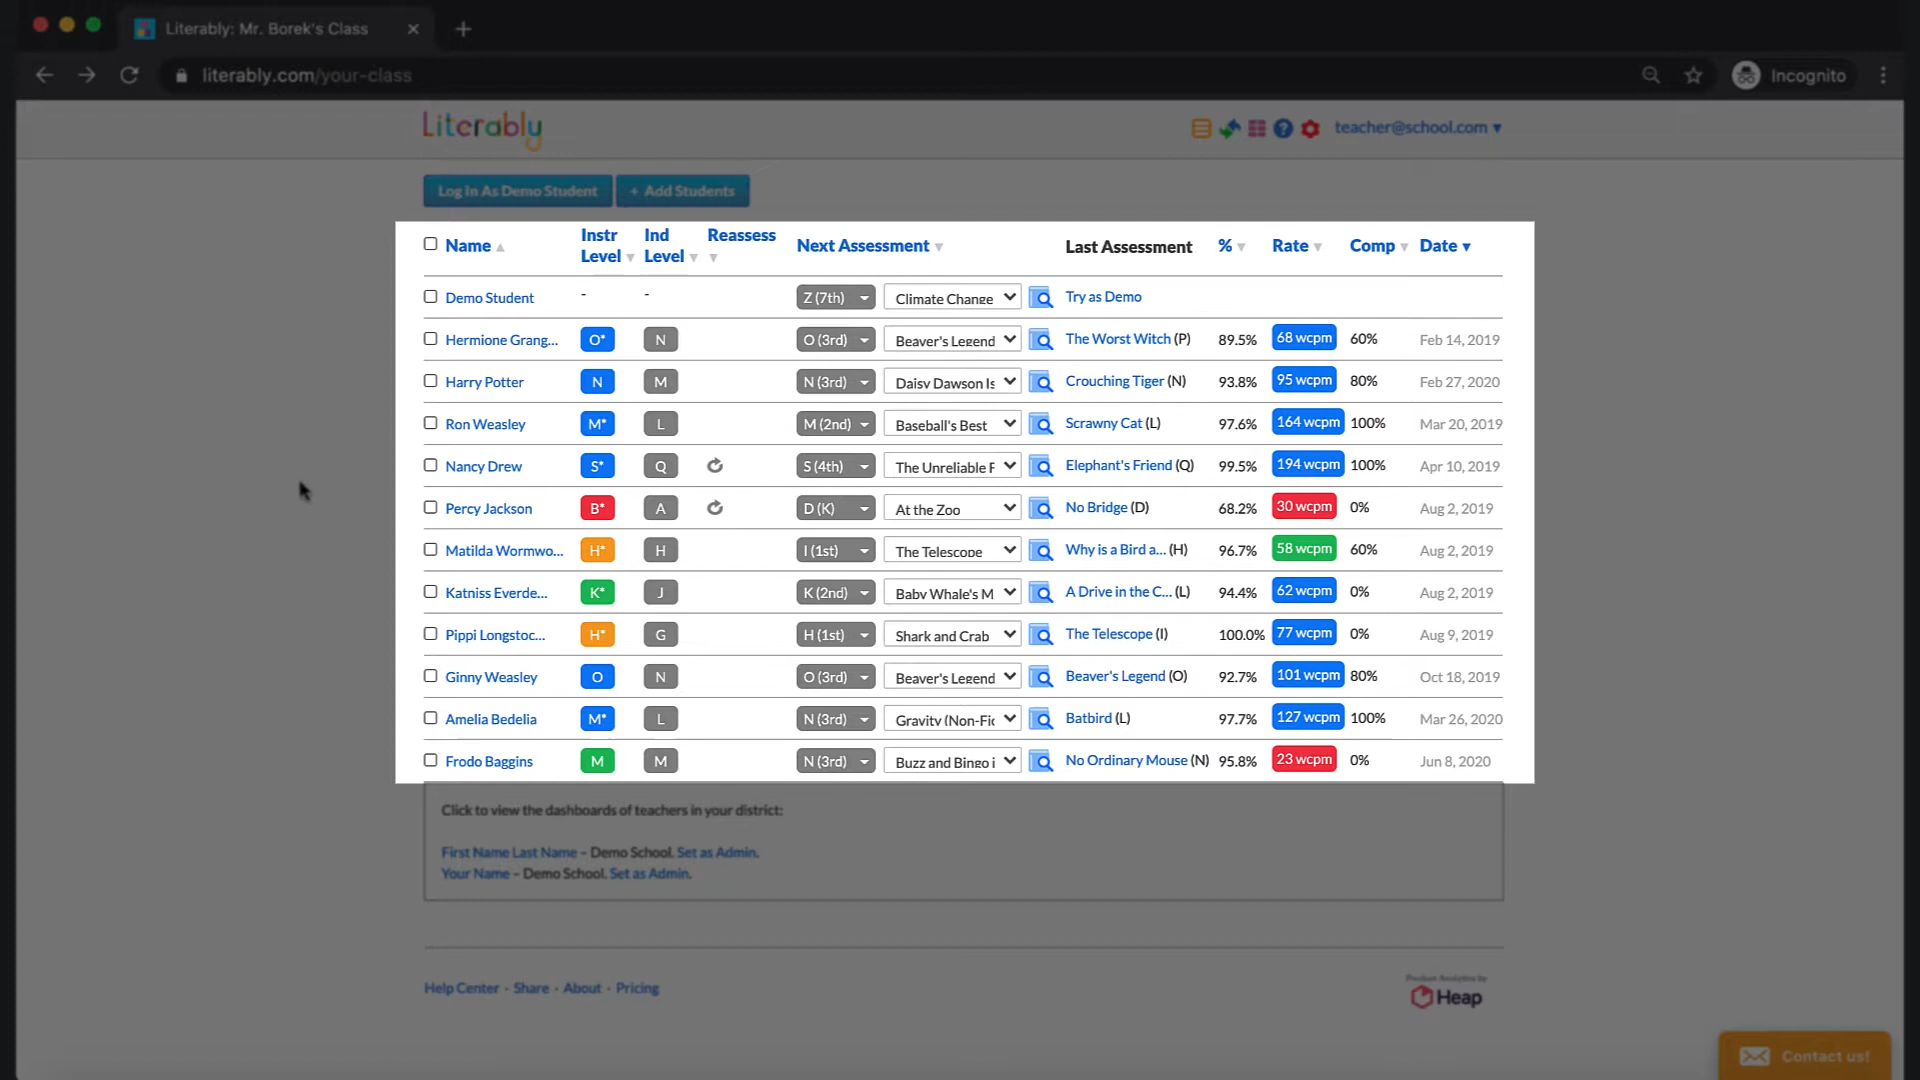 Literably: Mr. Borek's Class
literably.com/your-class
Incognito
Literably
teacher@school.com
Log In As Demo Student
+ Add Students
Name Instr Level Ind Level Reassess Next Assessment Last Assessment % Rate Comp Date
Demo Student - - Z (7th) Climate Change Try as Demo
Hermione Grang... O* N O (3rd) Beaver's Legend The Worst Witch (P) 89.5% 68 wcpm 60% Feb 14, 2019
Harry Potter N M N (3rd) Daisy Dawson Is Crouching Tiger (N) 93.8% 95 wcpm 80% Feb 27, 2020
Ron Weasley M* L M (2nd) Baseball's Best Scrawny Cat (L) 97.6% 164 wcpm 100% Mar 20, 2019
Nancy Drew S* Q S (4th) The Unreliable F Elephant's Friend (Q) 99.5% 194 wcpm 100% Apr 10, 2019
Percy Jackson B* A D (K) At the Zoo No Bridge (D) 68.2% 30 wcpm 0% Aug 2, 2019
Matilda Wormwo... H* H I (1st) The Telescope Why is a Bird a... (H) 96.7% 58 wcpm 60% Aug 2, 2019
Katniss Everde... K* J K (2nd) Baby Whale's M A Drive in the C... (L) 94.4% 62 wcpm 0% Aug 2, 2019
Pippi Longstoc... H* G H (1st) Shark and Crab The Telescope (I) 100.0% 77 wcpm 0% Aug 9, 2019
Ginny Weasley O N O (3rd) Beaver's Legend Beaver's Legend (O) 92.7% 101 wcpm 80% Oct 18, 2019
Amelia Bedelia M* L N (3rd) Gravity (Non-Fic Batbird (L) 97.7% 127 wcpm 100% Mar 26, 2020
Frodo Baggins M M N (3rd) Buzz and Bingo i No Ordinary Mouse (N) 95.8% 23 wcpm 0% Jun 8, 2020
Click to view the dashboards of teachers in your district:
First Name Last Name – Demo School. Set as Admin.
Your Name – Demo School. Set as Admin.
Help Center · Share · About · Pricing
Product Analytics by
Heap
Contact us!